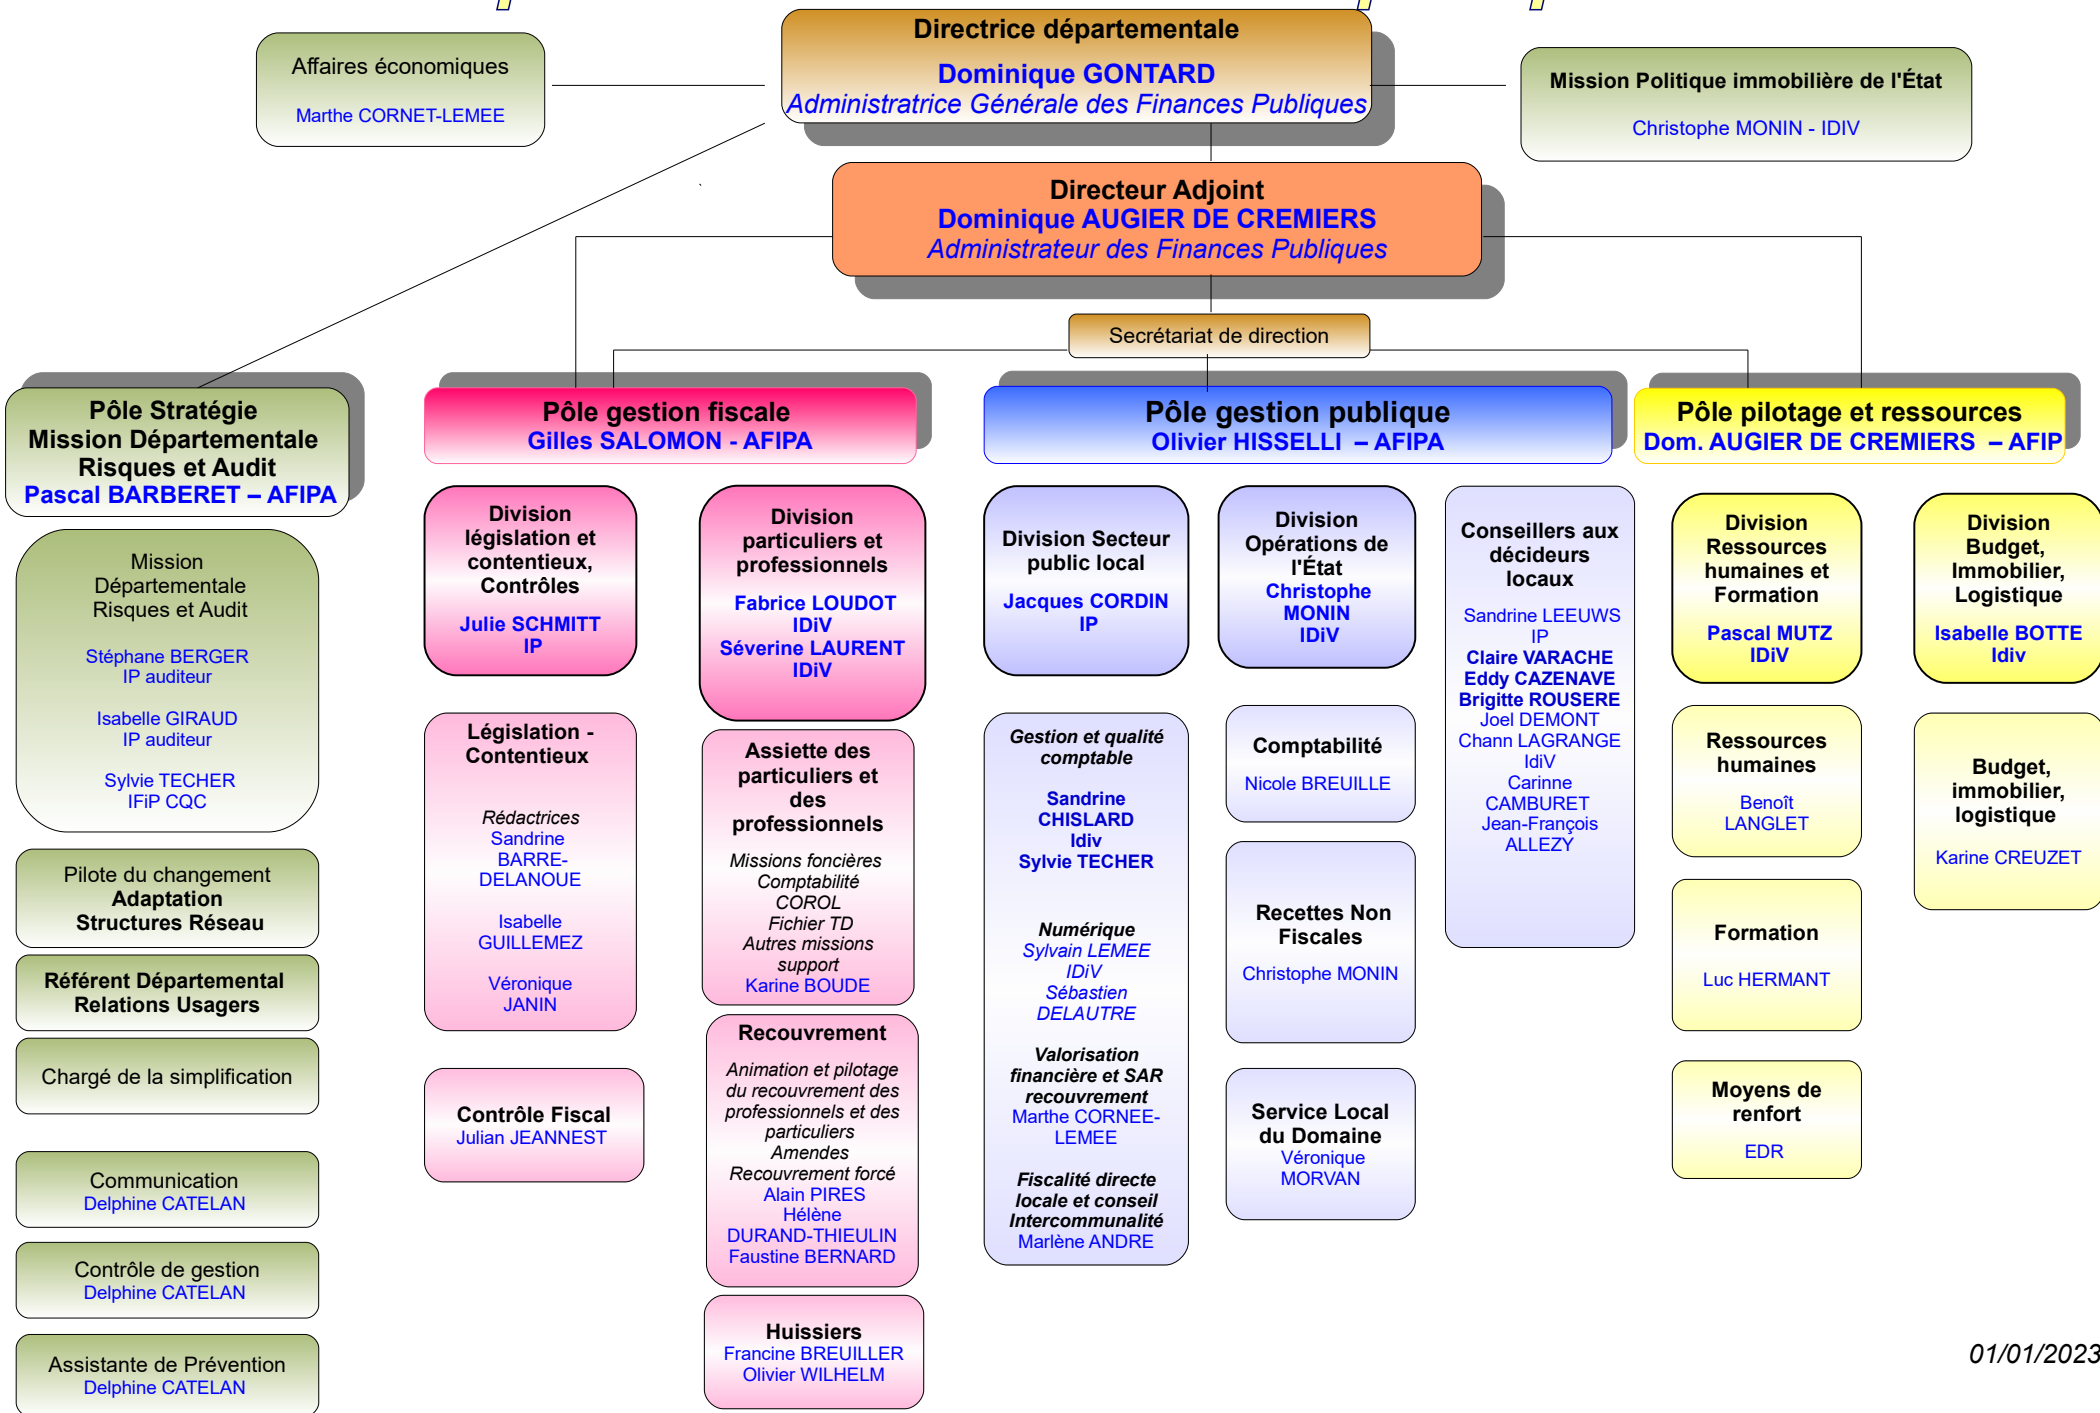 Directrice départementale
Dominique GONTARD
Administratrice Générale des Finances Publiques
Affaires économiques
Marthe CORNET-LEMEE
Mission Politique immobilière de l'État
Christophe MONIN - IDIV
Directeur Adjoint
Dominique AUGIER DE CREMIERS
Administrateur des Finances Publiques
Secrétariat de direction
Pôle Stratégie
Mission Départementale
Risques et Audit
Pascal BARBERET – AFIPA
Mission
Départementale
Risques et Audit
Stéphane BERGER
IP auditeur
Isabelle GIRAUD
IP auditeur
Sylvie TECHER
IFiP CQC
Pilote du changement
Adaptation
Structures Réseau
Référent Départemental
Relations Usagers
Chargé de la simplification
Communication
Delphine CATELAN
Contrôle de gestion
Delphine CATELAN
Assistante de Prévention
Delphine CATELAN
Pôle gestion fiscale
Gilles SALOMON - AFIPA
Division
législation et
contentieux,
Contrôles
Julie SCHMITT
IP
Législation -
Contentieux
Rédactrices
Sandrine
BARRE-
DELANOUE
Isabelle
GUILLEMEZ
Véronique
JANIN
Contrôle Fiscal
Julian JEANNEST
Division
particuliers et
professionnels
Fabrice LOUDOT
IDiV
Séverine LAURENT
IDiV
Assiette des
particuliers et
des
professionnels
Missions foncières
Comptabilité
COROL
Fichier TD
Autres missions
support
Karine BOUDE
Recouvrement
Animation et pilotage
du recouvrement des
professionnels et des
particuliers
Amendes
Recouvrement forcé
Alain PIRES
Hélène
DURAND-THIEULIN
Faustine BERNARD
Huissiers
Francine BREUILLER
Olivier WILHELM
Pôle gestion publique
Olivier HISSELLI – AFIPA
Division Secteur
public local
Jacques CORDIN
IP
Gestion et qualité
comptable
Sandrine
CHISLARD
Idiv
Sylvie TECHER
Numérique
Sylvain LEMEE
IDiV
Sébastien
DELAUTRE
Valorisation
financière et SAR
recouvrement
Marthe CORNEE-
LEMEE
Fiscalité directe
locale et conseil
Intercommunalité
Marlène ANDRE
Division
Opérations de
l'État
Christophe
MONIN
IDiV
Comptabilité
Nicole BREUILLE
Recettes Non
Fiscales
Christophe MONIN
Service Local
du Domaine
Véronique
MORVAN
Conseillers aux
décideurs
locaux
Sandrine LEEUWS
IP
Claire VARACHE
Eddy CAZENAVE
Brigitte ROUSERE
Joel DEMONT
Chann LAGRANGE
IdiV
Carinne
CAMBURET
Jean-François
ALLEZY
Pôle pilotage et ressources
Dom. AUGIER DE CREMIERS – AFIP
Division
Ressources
humaines et
Formation
Pascal MUTZ
IDiV
Ressources
humaines
Benoît
LANGLET
Formation
Luc HERMANT
Moyens de
renfort
EDR
Division
Budget,
Immobilier,
Logistique
Isabelle BOTTE
Idiv
Budget,
immobilier,
logistique
Karine CREUZET
01/01/2023